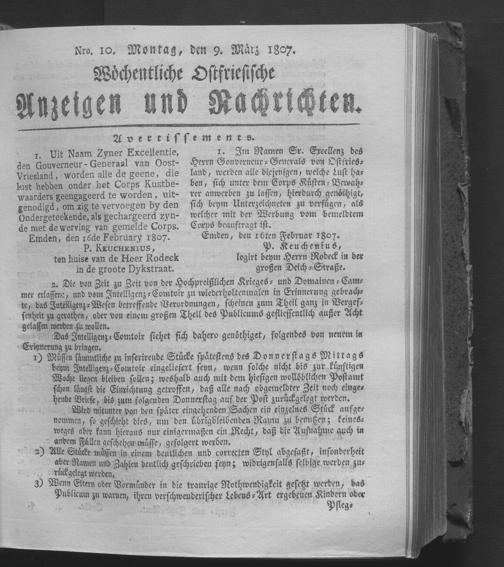 Nro. 10. Montag, den 9. März 1807.
Wöchentliche Ostfriesische
Anzeigen und Nachrichten.
Avertissements.
1. Uit Naam Zyner Excellentie,
den Gouverneur-Generaal van Oost-
Vriesland, worden alle de geene, die
lust hebben onder het Corps Kustbe-
waarders geengageerd te worden, uit-
genodigd, om zig te vervoegen by den
Ondergeteekende, als gechargeerd zyn-
de met de werving van gemelde Corps.
Emden, den 16de February 1807.
P. Keuchenius,
ten huise van de Heer Rodeck
in de groote Dykstraat.
1. Im Namen Sr. Excellenz des
Herrn Gouverneur-Generals von Ostfries-
land, werden alle diejenigen, welche Lust ha-
ben, sich unter dem Corps Küsten-Bewah-
rer anwerben zu lassen, hierdurch genöthigt,
sich beym Unterzeichneten zu verfügen, als
welcher mit der Werbung vom bemeldtem
Corps beauftragt ist.
Emden, den 16ten Februar 1807.
P. Keuchenius,
logirt beym Herrn Rodeck in der
großen Deich-Straße.
2. Die von Zeit zu Zeit von der Hochpreißlichen Krieges- und Domainen-Cam-
mer erlassene, und vom Intelligenz-Comtoir zu wiederholtenmalen in Erinnerung gebrach-
te, das Intelligenz-Wesen betreffende Verordnungen, scheinen zum Theil ganz in Verges-
senheit zu gerathen, oder von einem großen Theil des Publicums geflissentlich außer Acht
gelassen werden zu wollen.
Das Intelligenz-Comtoir siehet sich dahero genöthiget, folgendes von neuem in
Erinnerung zu bringen.
1) Müssen sämmtliche zu inserirende Stücke spätestens des Donnerstags Mittags
beym Intelligenz-Comtoir eingeliefert seyn, wenn solche nicht bis zur künftigen
Woche liegen bleiben sollen; weshalb auch mit dem hiesigen wohllöblichen Postamt
schon längst die Einrichtung getroffen, daß alle nach obgemeldter Zeit noch einge-
hende Briefe, bis zum folgenden Donnerstag auf der Post zurückgelegt werden.
Wird mitunter von den später eingehenden Sachen ein einzelnes Stück aufge-
nommen, so geschieht dies, um den übrigbleibenden Raum zu benutzen; keines-
weges aber kann hieraus nur einigermaßen ein Recht, daß die Aufnahme auch in
andern Fällen geschehen müsse, gefolgert werden.
2) Alle Stücke müssen in einem deutlichen und correcten Styl abgefaßt, insonderheit
aber Namen und Zahlen deutlich geschrieben seyn; widrigenfalls selbige werden zu-
rückgelegt werden.
3) Wenn Eltern oder Vormünder in die traurige Nothwendigkeit gesetzt werden, das
Publicum zu warnen, ihren verschwenderischer Lebens-Art ergebenen Kindern oder
Pfleg-